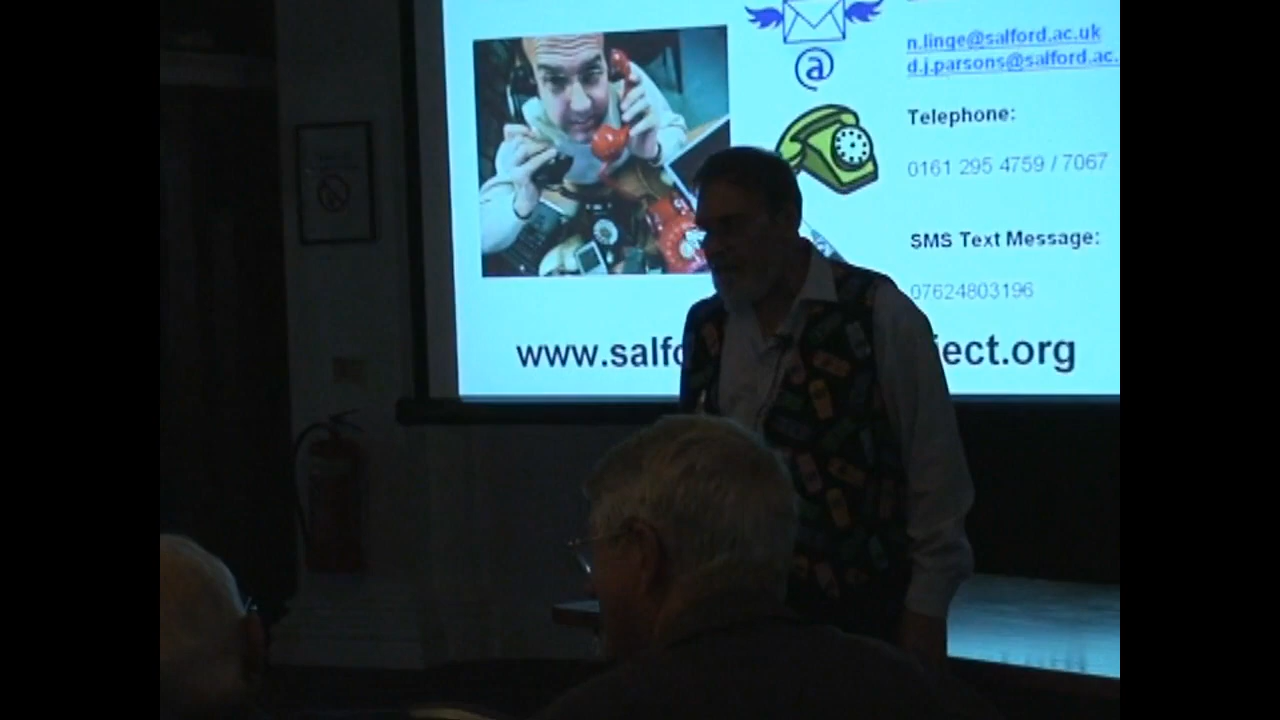 @
n.linge@salford.ac.uk
d.j.parsons@salford.ac.
Telephone:
0161 295 4759 / 7067
SMS Text Message:
07624803196
www.salfo ject.org